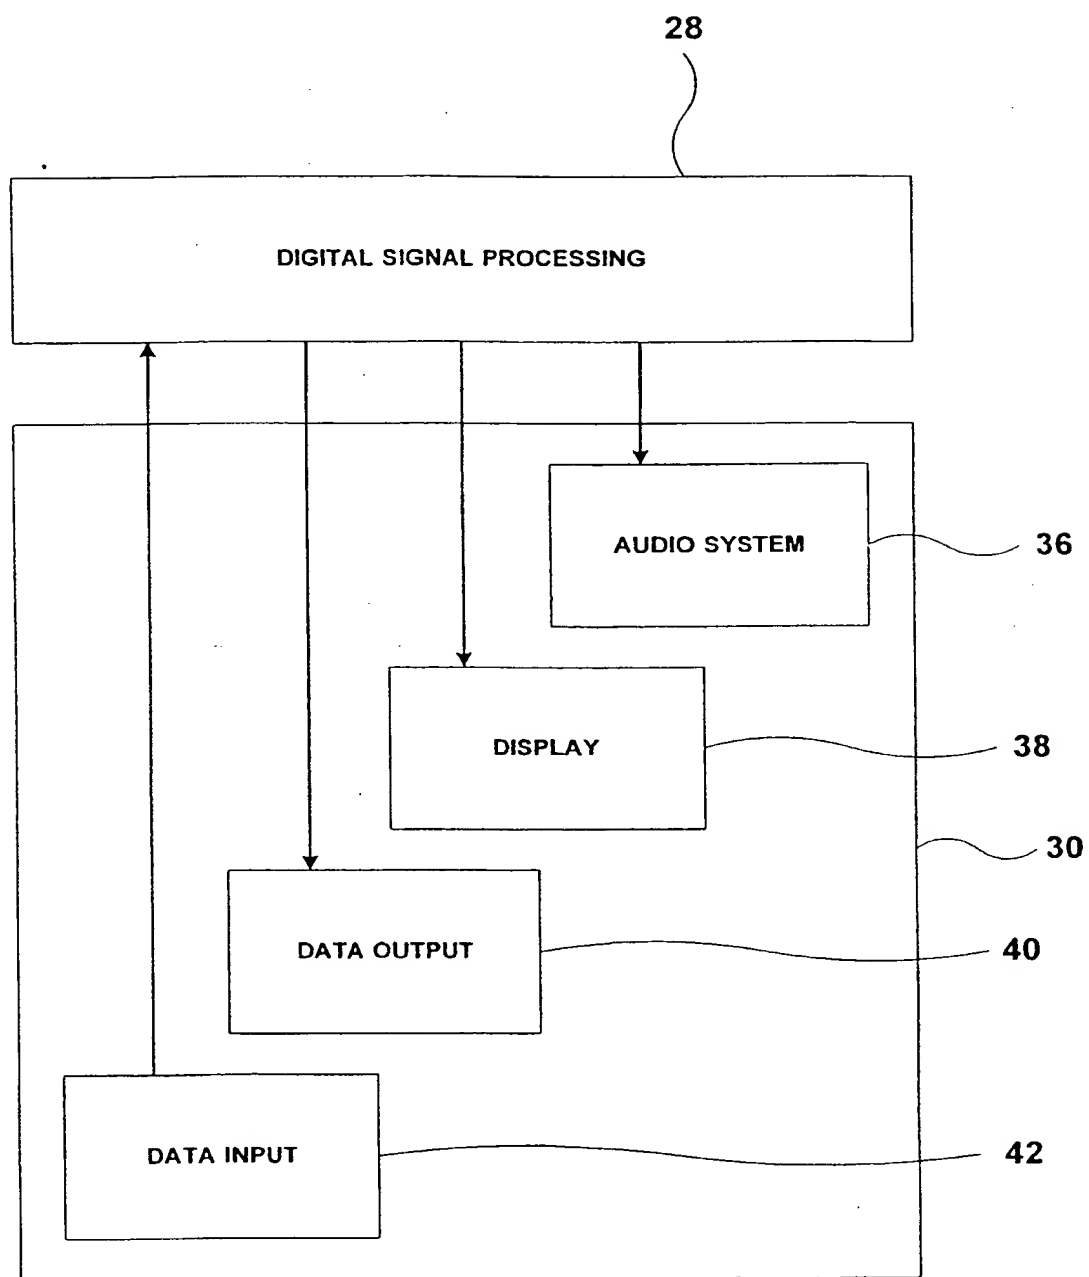 28
DIGITAL SIGNAL PROCESSING
AUDIO SYSTEM
36
DISPLAY
38
30
DATA OUTPUT
40
DATA INPUT
42